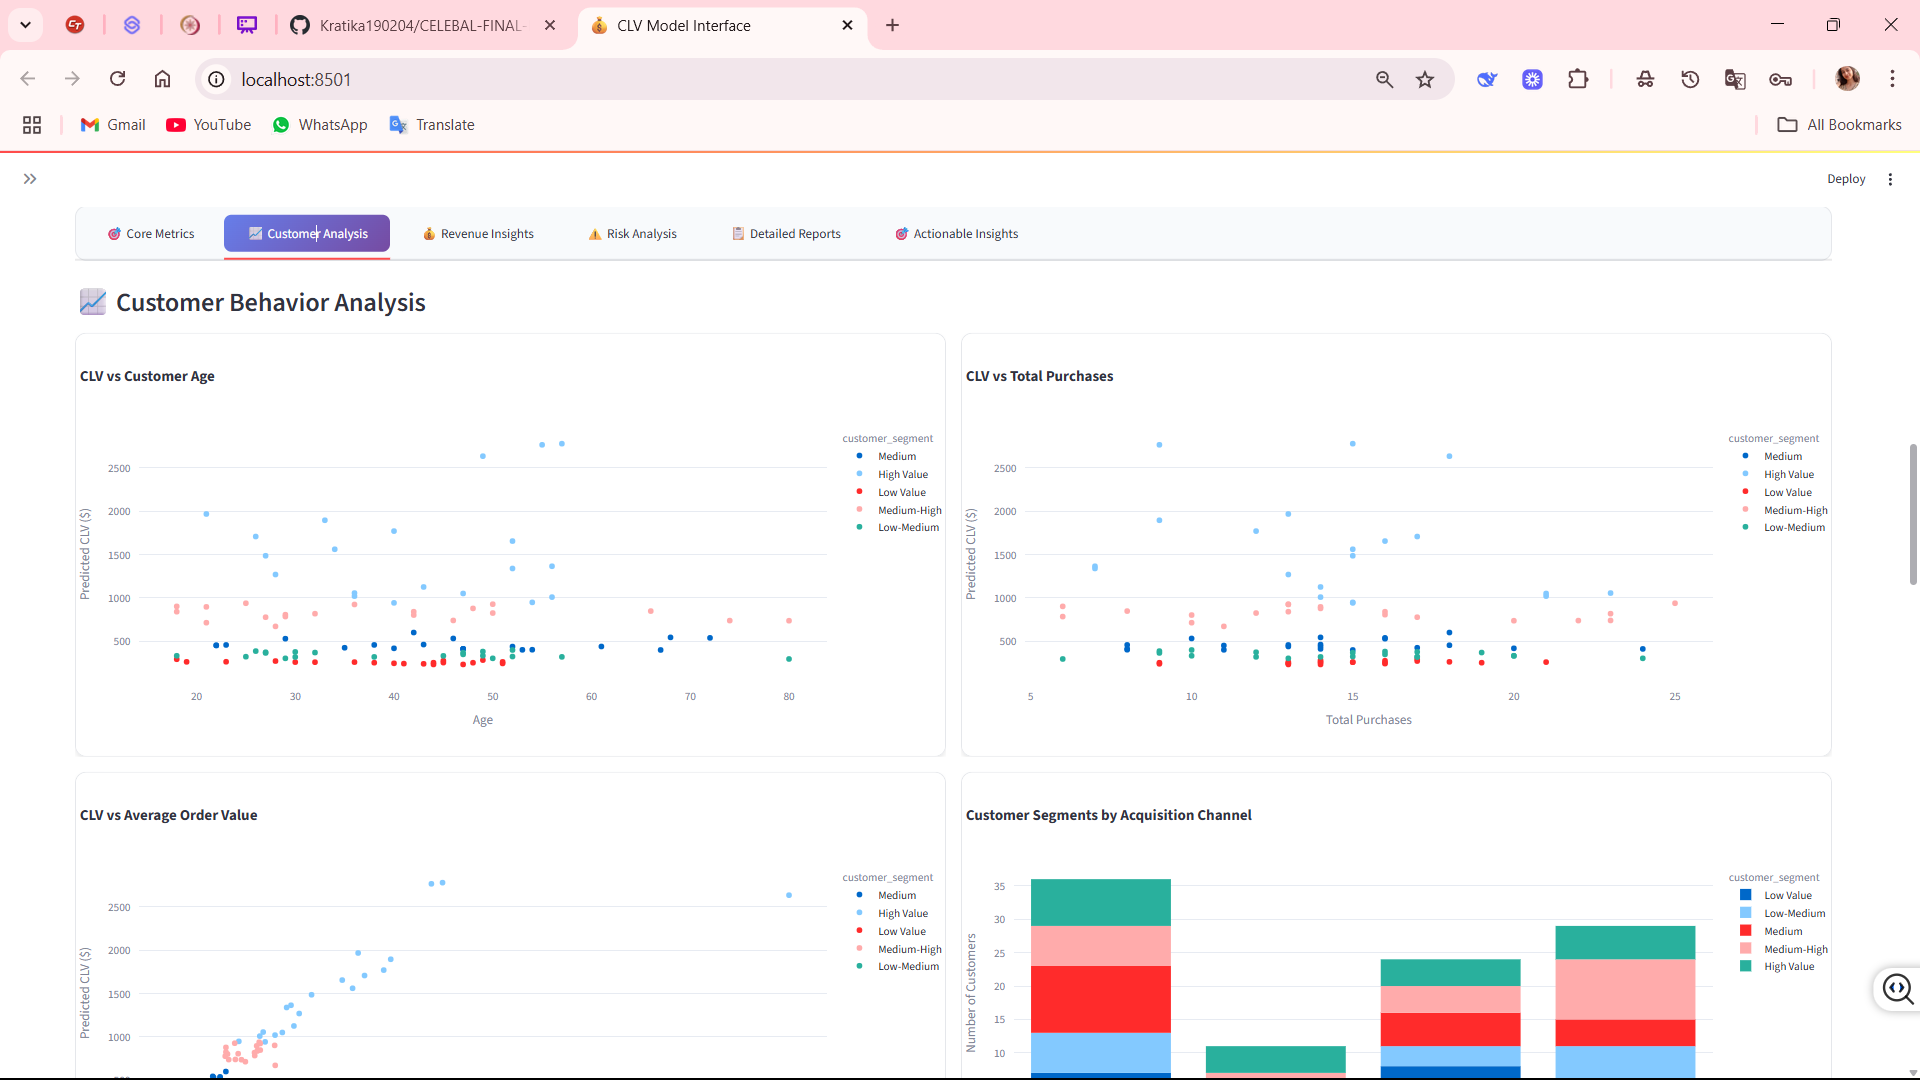 Kratika190204/CELEBAL-FINAL-
CLV Model Interface
localhost:8501
Gmail
YouTube
WhatsApp
Translate
All Bookmarks
Deploy
Core Metrics
Customer Analysis
Revenue Insights
Risk Analysis
Detailed Reports
Actionable Insights
Customer Behavior Analysis
CLV vs Customer Age
customer_segment
Medium
High Value
Low Value
Medium-High
Low-Medium
Predicted CLV ($)
2500
2000
1500
1000
500
20 30 40 50 60 70 80
Age
CLV vs Total Purchases
customer_segment
Medium
High Value
Low Value
Medium-High
Low-Medium
Predicted CLV ($)
2500
2000
1500
1000
500
5 10 15 20 25
Total Purchases
CLV vs Average Order Value
customer_segment
Medium
High Value
Low Value
Medium-High
Low-Medium
Predicted CLV ($)
2500
2000
1500
1000
Customer Segments by Acquisition Channel
customer_segment
Low Value
Low-Medium
Medium
Medium-High
High Value
Number of Customers
35
30
25
20
15
10